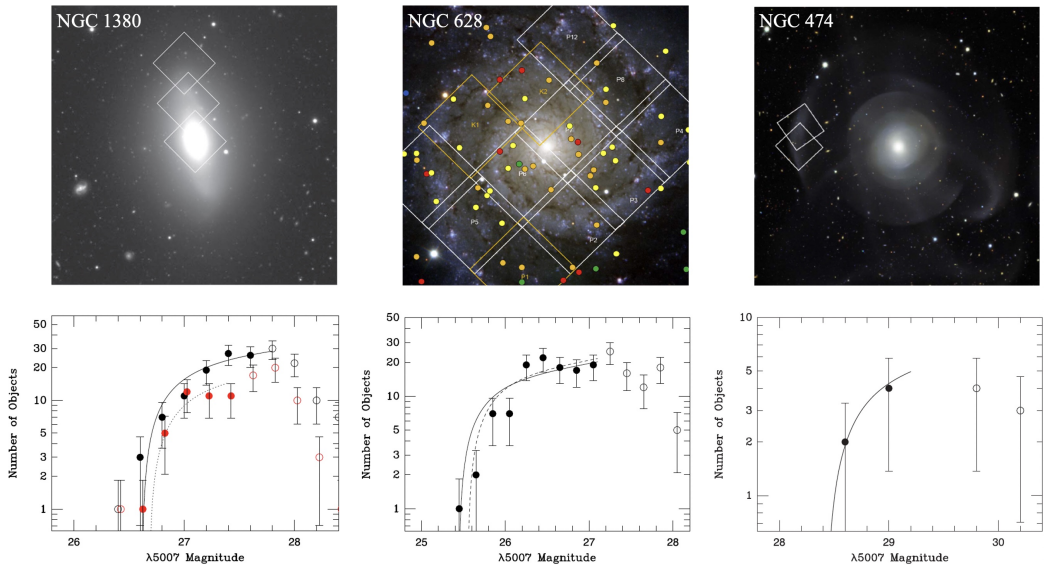 NGC 1380
NGC 628
NGC 474
P12
P8
K2
K1
P4
P6
P3
P5
P2
P1
50
30
20
10
5
3
2
1
Number of Objects
26
27
28
λ5007 Magnitude
50
30
20
10
5
3
2
1
Number of Objects
25
26
27
28
λ5007 Magnitude
10
5
4
3
2
1
Number of Objects
28
29
30
λ5007 Magnitude